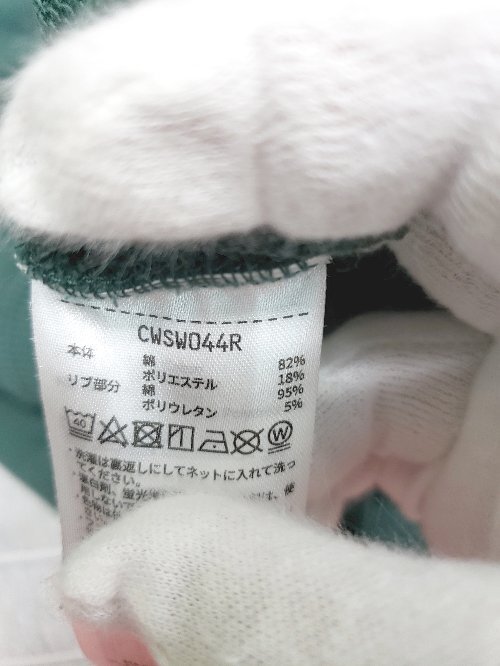 CWSW044R
本体 綿 82%
ポリエステル 18%
リブ部分 綿 95%
ポリウレタン 5%
40
W
・洗濯は裏返しにしてネットに入れて洗っ
てください。